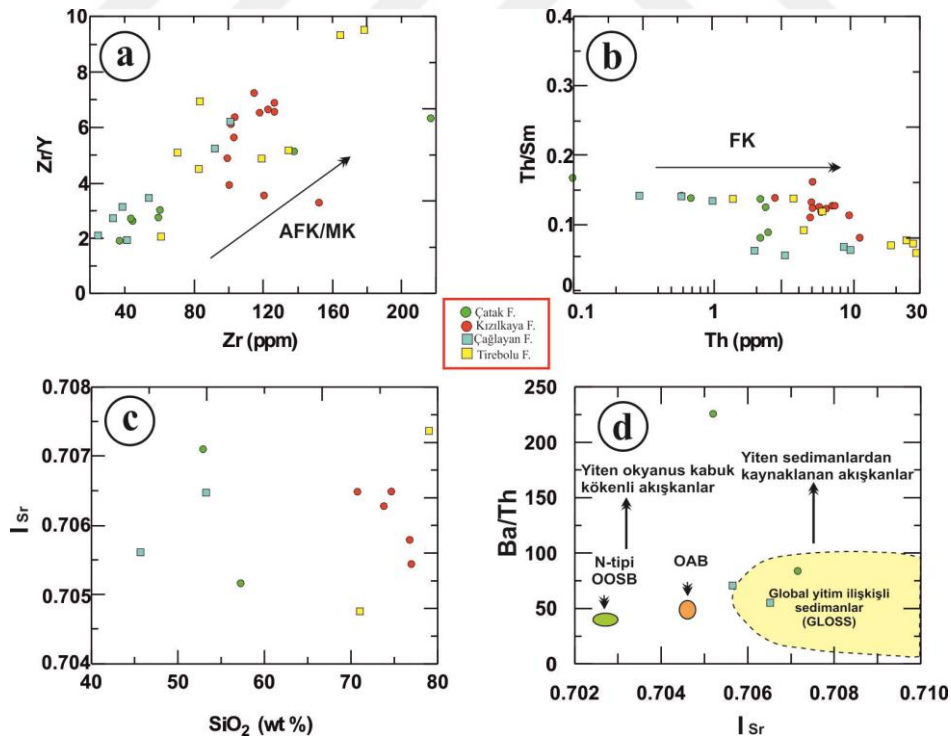 a
10
8
6
4
2
0
Zr/Y
AFK/MK
40
80
120
160
200
Zr (ppm)
b
0.4
0.3
0.2
0.1
0
Th/Sm
FK
0.1
1
10
30
Th (ppm)
Çatak F.
Kızılkaya F.
Çağlayan F.
Tirebolu F.
c
0.708
0.707
0.706
0.705
0.704
I Sr
40
50
60
70
80
SiO2 (wt %)
d
250
225
175
150
100
50
0
Ba/Th
Yiten okyanus kabuk
kökenli akışkanlar
Yiten sedimanlardan
kaynaklanan akışkanlar
N-tipi
OOSB
OAB
Global yitim ilişkişli
sedimanlar
(GLOSS)
0.702
0.704
0.706
0.708
0.710
I Sr